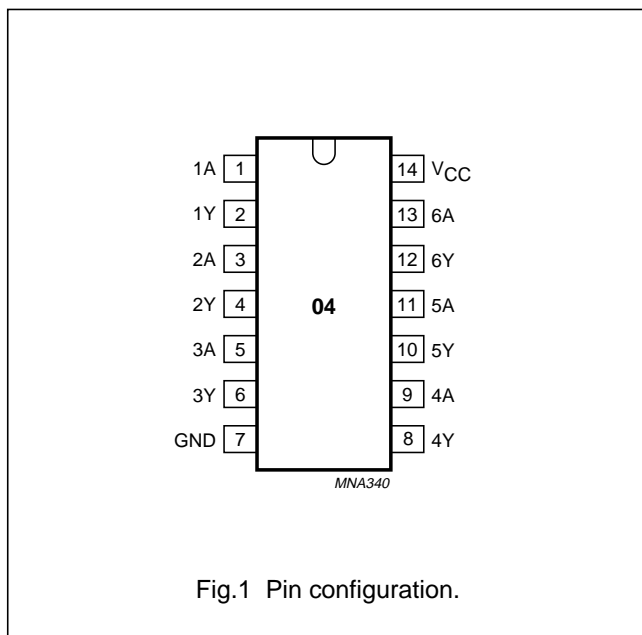 1A 1 14 VCC
1Y 2 13 6A
2A 3 12 6Y
2Y 4 04 11 5A
3A 5 10 5Y
3Y 6 9 4A
GND 7 8 4Y
MNA340
Fig.1 Pin configuration.